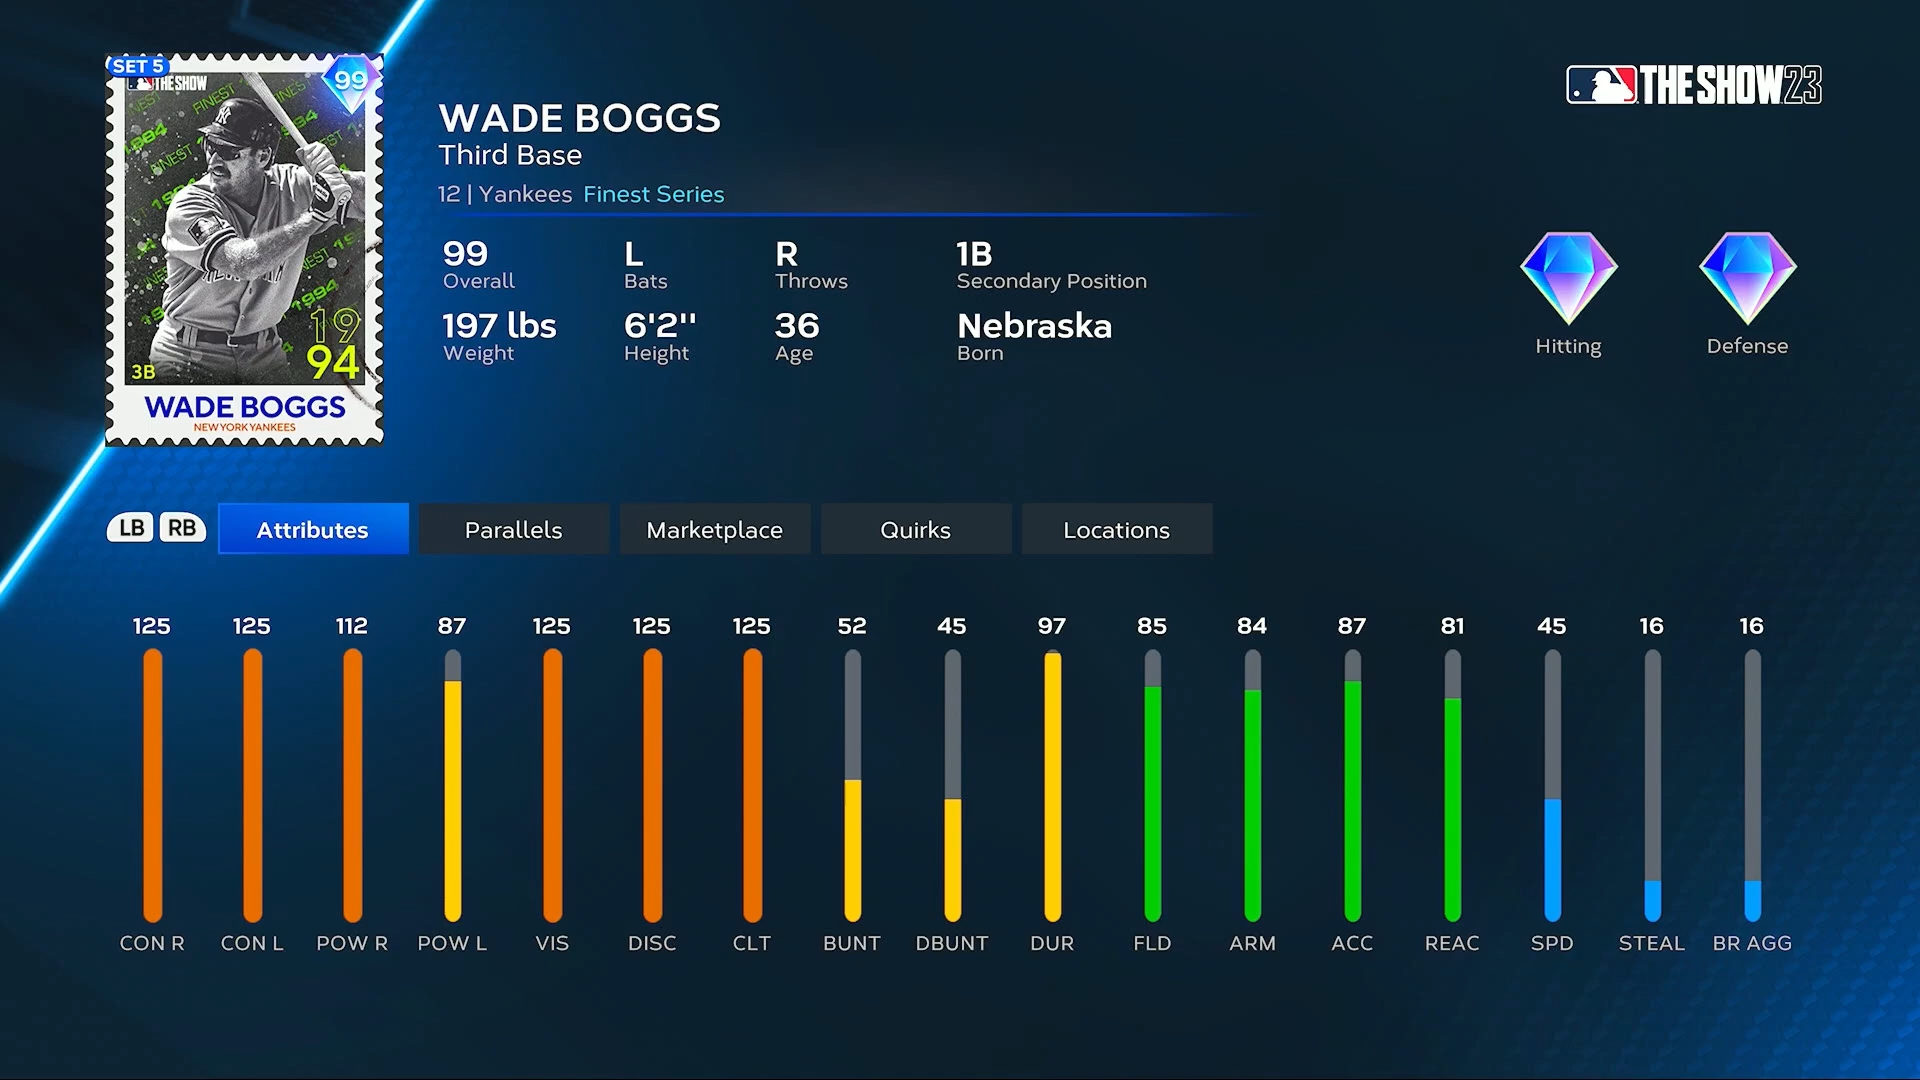 SET 5
99
THE SHOW
1994
FINEST
3B
19
94
WADE BOGGS
NEW YORK YANKEES
WADE BOGGS
Third Base
12 | Yankees Finest Series
99 L R 1B
Overall Bats Throws Secondary Position
197 lbs 6'2" 36 Nebraska
Weight Height Age Born
THE SHOW 23
Hitting Defense
LB RB Attributes Parallels Marketplace Quirks Locations
125 125 112 87 125 125 125 52 45 97 85 84 87 81 45 16 16
CON R CON L POW R POW L VIS DISC CLT BUNT DBUNT DUR FLD ARM ACC REAC SPD STEAL BR AGG